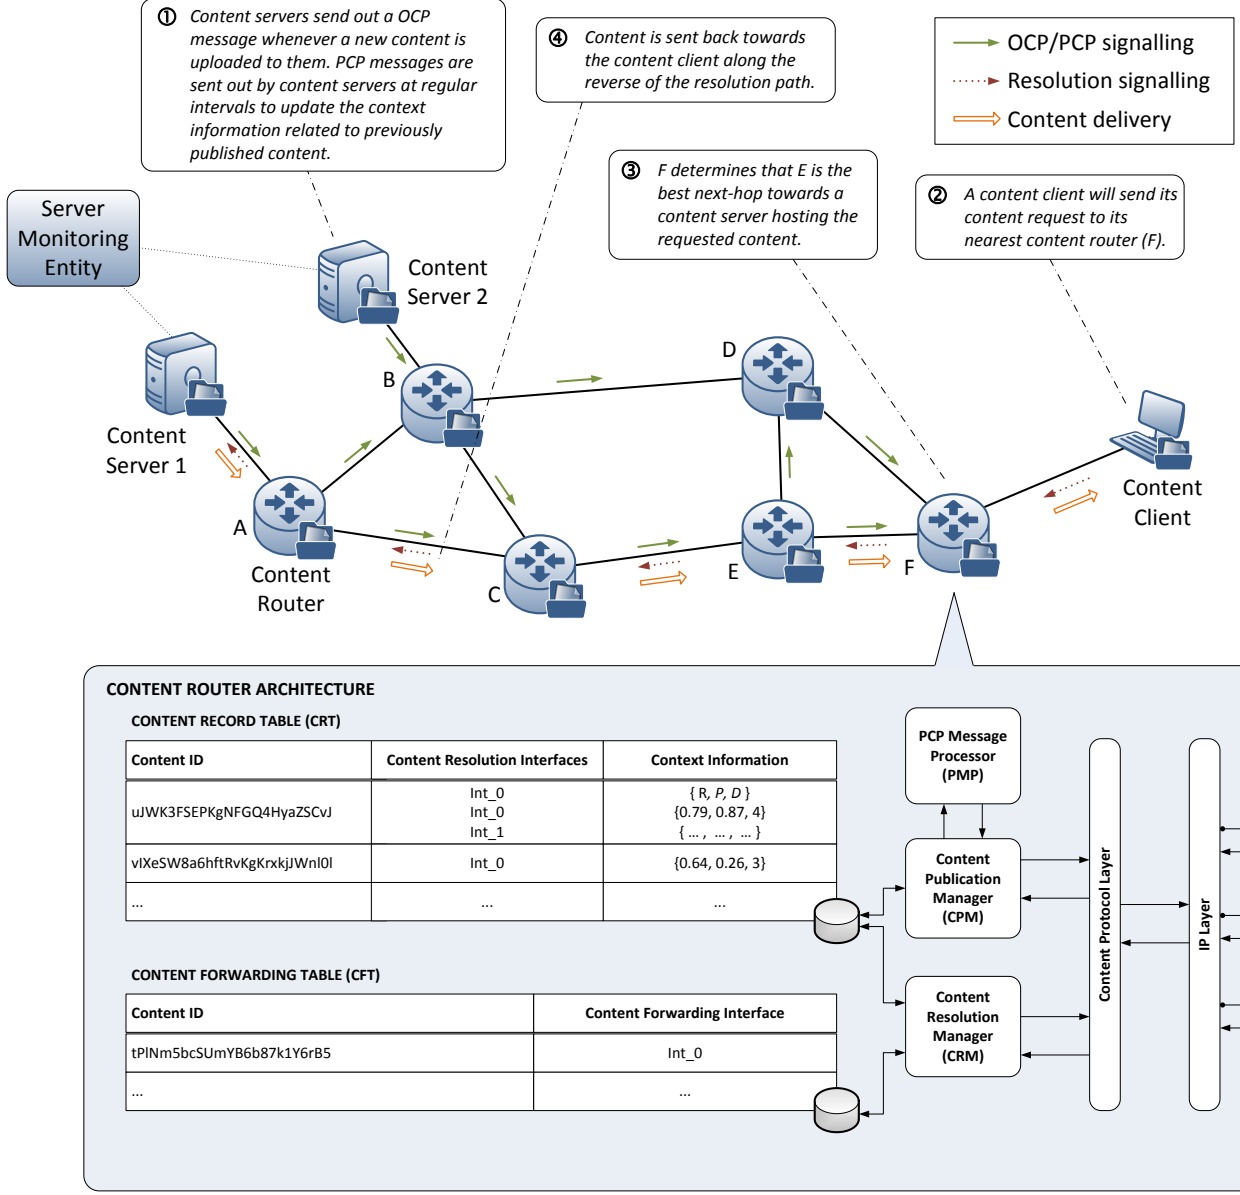 ① Content servers send out a OCP
message whenever a new content is
uploaded to them. PCP messages are
sent out by content servers at regular
intervals to update the context
information related to previously
published content.
④ Content is sent back towards
the content client along the
reverse of the resolution path.
OCP/PCP signalling
Resolution signalling
Content delivery
③ F determines that E is the
best next-hop towards a
content server hosting the
requested content.
② A content client will send its
content request to its
nearest content router (F).
Server
Monitoring
Entity
Content
Server 2
Content
Server 1
A
B
C
D
E
F
Content
Router
Content
Client
CONTENT ROUTER ARCHITECTURE
CONTENT RECORD TABLE (CRT)
Content ID Content Resolution Interfaces Context Information
uJWK3FSEPKgNFGQ4HyaZSCvJ
Int_0 { R, P, D }
Int_0 {0.79, 0.87, 4}
Int_1 { ... , ... , ... }
vIXeSW8a6hftRvKgKrxkjJWnl0l Int_0 {0.64, 0.26, 3}
... ... ...
CONTENT FORWARDING TABLE (CFT)
Content ID Content Forwarding Interface
tPlNm5bcSUmYB6b87k1Y6rB5 Int_0
... ...
PCP Message
Processor
(PMP)
Content
Publication
Manager
(CPM)
Content
Resolution
Manager
(CRM)
Content Protocol Layer
IP Layer